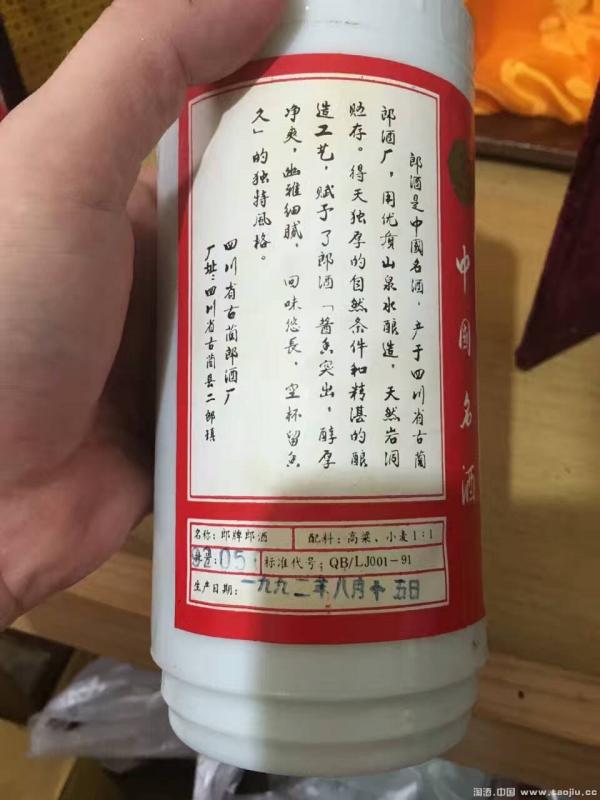 郎酒是中國名酒，产于四川省古蔺
郎酒厂，用优质山泉水酿造，天然岩洞
贮存。得天独厚的自然条件和精湛的酿
造工艺，赋予了郎酒「酱香突出，醇厚
净爽，幽雅细腻，回味悠長，空杯留香
久」的独特風格。
四川省古蔺郎酒厂
厂址：四川省古蔺县二郎镇
中国名酒
名称：郎牌郎酒
配料：高粱、小麦1：1
9205
标准代号：QB/LJ001-91
生产日期：一九九二年八月十五日
淘酒.中国 www.taojiu.cc